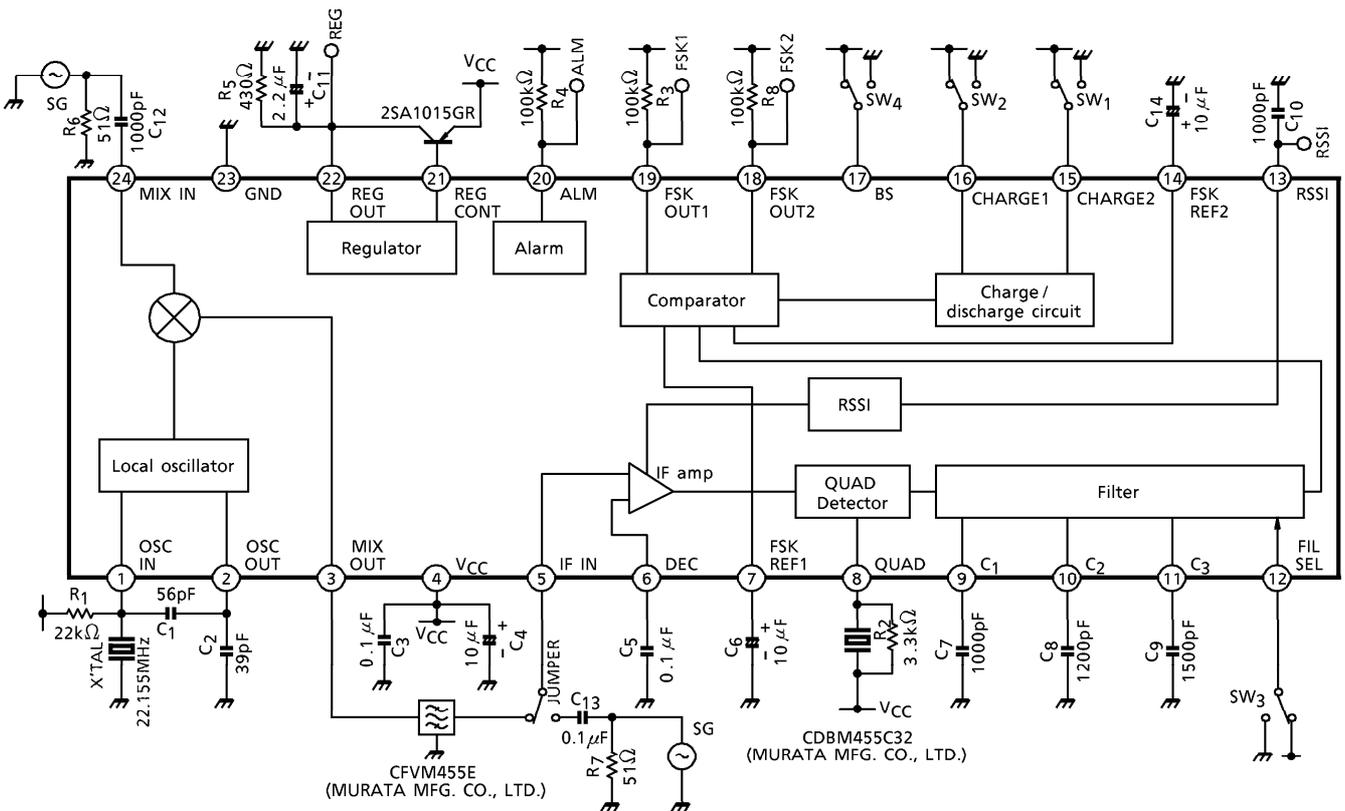 SG
R6
51Ω
1000pF
C12
R5
430Ω
2.2μF
−
+
C11
REG
2SA1015GR
VCC
100kΩ
R4
ALM
100kΩ
R3
FSK1
100kΩ
R8
FSK2
SW4
SW2
SW1
C14
−
+
10μF
1000pF
C10
RSSI
24
23
22
21
20
19
18
17
16
15
14
13
MIX IN
GND
REG
OUT
REG
CONT
ALM
FSK
OUT1
FSK
OUT2
BS
CHARGE1
CHARGE2
FSK
REF2
RSSI
Regulator
Alarm
Comparator
Charge/
discharge circuit
RSSI
Local oscillator
IF amp
QUAD
Detector
Filter
OSC
IN
OSC
OUT
MIX
OUT
VCC
IF IN
DEC
FSK
REF1
QUAD
C1
C2
C3
FIL
SEL
1
2
3
4
5
6
7
8
9
10
11
12
R1
22kΩ
56pF
C1
X'TAL
22.155MHz
C2
39pF
0.1μF
C3
VCC
10μF
+
−
C4
JUMPER
C5
0.1μF
C6
+
−
10μF
R2
3.3kΩ
VCC
C7
1000pF
C8
1200pF
C9
1500pF
SW3
C13
0.1μF
R7
51Ω
SG
CFVM455E
(MURATA MFG. CO., LTD.)
CDBM455C32
(MURATA MFG. CO., LTD.)